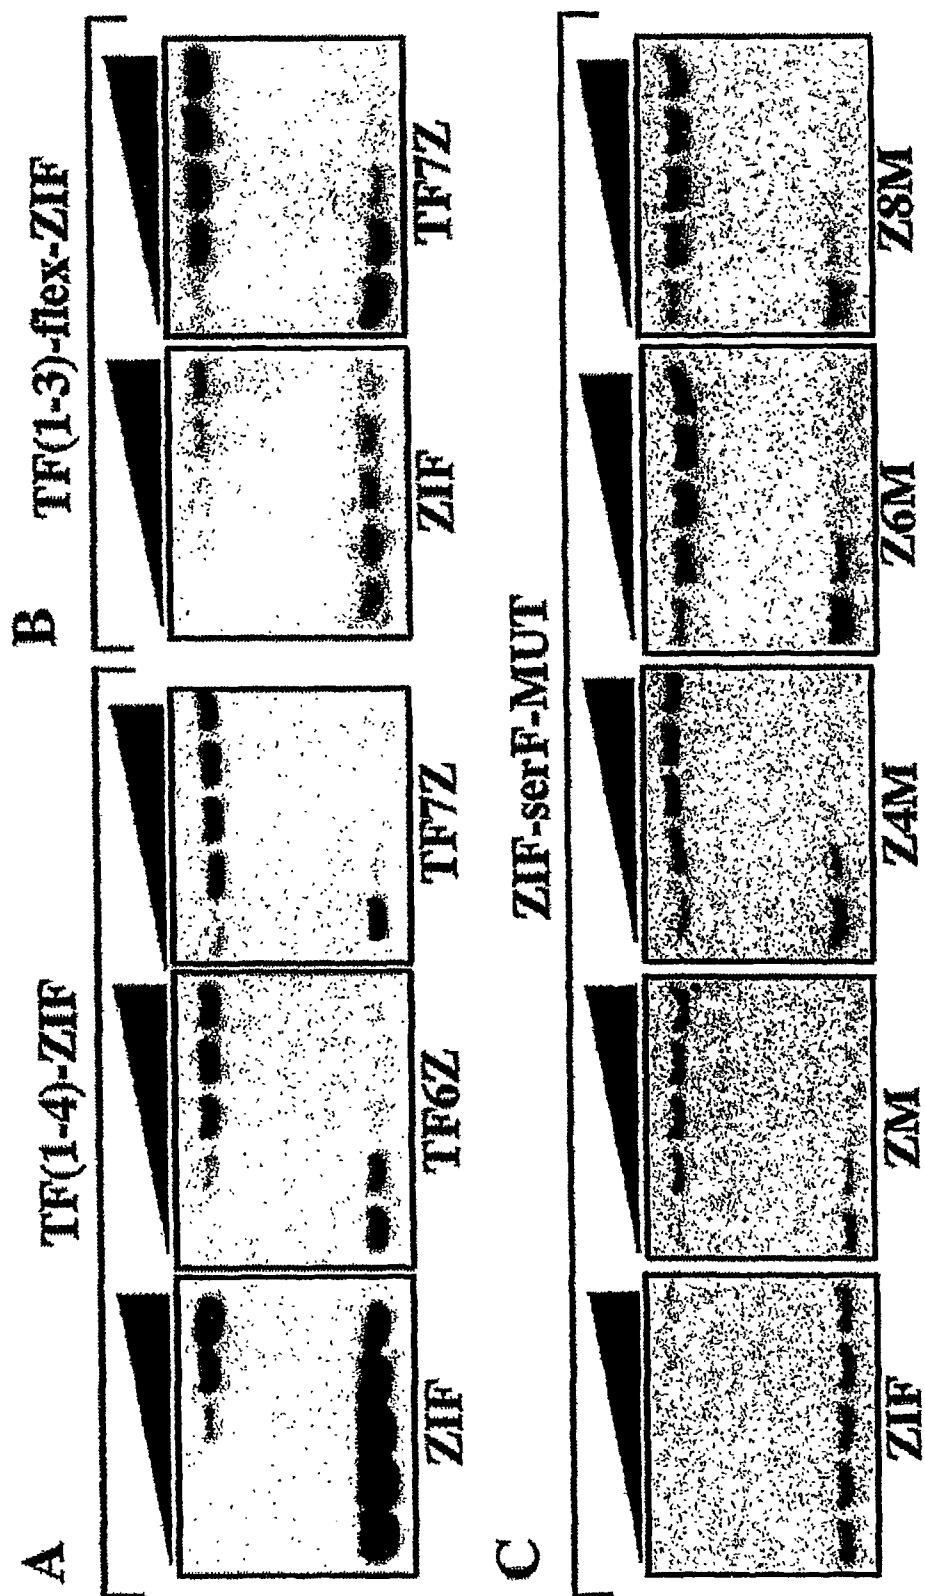 A
TF(1-4)-ZIF
ZIF
TF6Z
TF7Z
B
TF(1-3)-flex-ZIF
ZIF
TF7Z
C
ZIF-serF-MUT
ZIF
ZM
Z4M
Z6M
Z8M